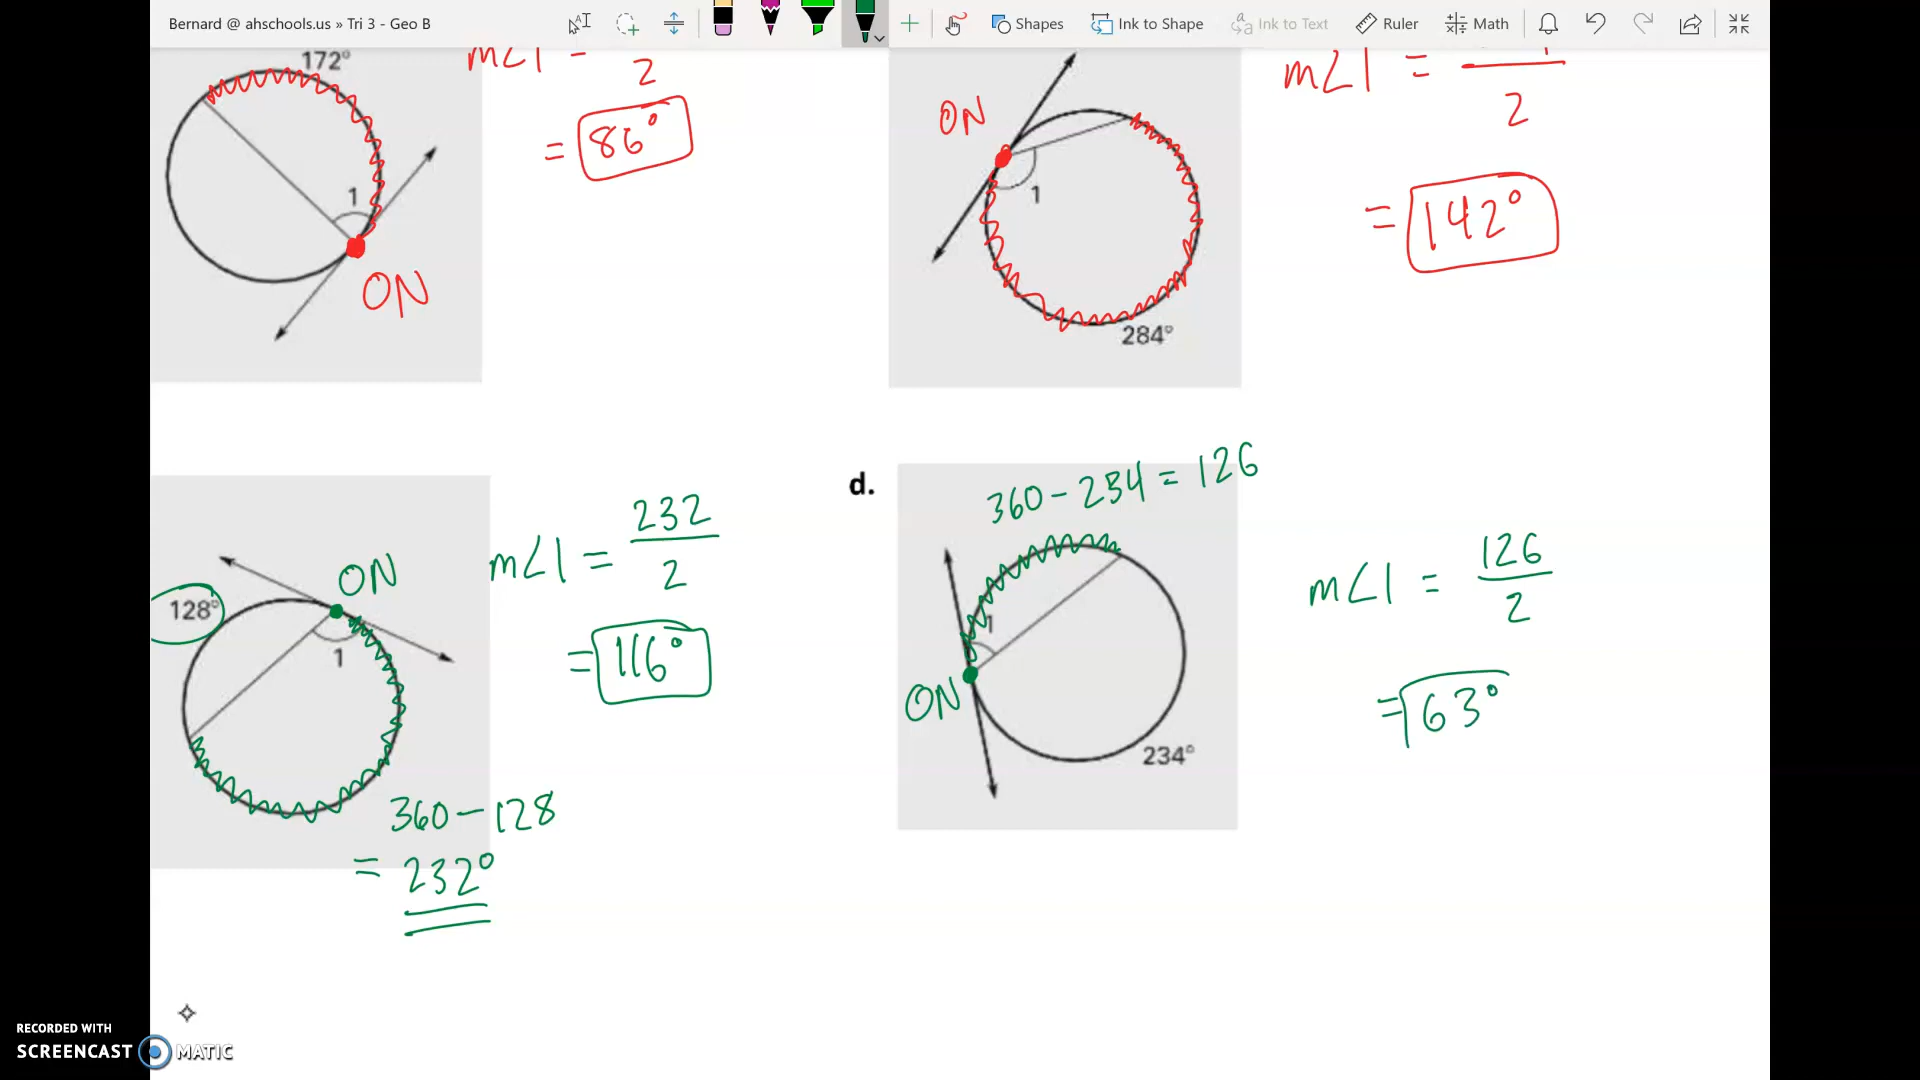 Bernard @ ahschools.us » Tri 3 - Geo B
Shapes
Ink to Shape
Ink to Text
Ruler
Math
172°
m∠1 =
2
= 86°
1
ON
ON
m∠1 =
2
= 142°
1
284°
128°
ON
1
m∠1 = 232
2
= 116°
360 - 128
= 232°
d.
360 - 234 = 126
1
ON
234°
m∠1 = 126
2
= 63°
RECORDED WITH
SCREENCAST MATIC